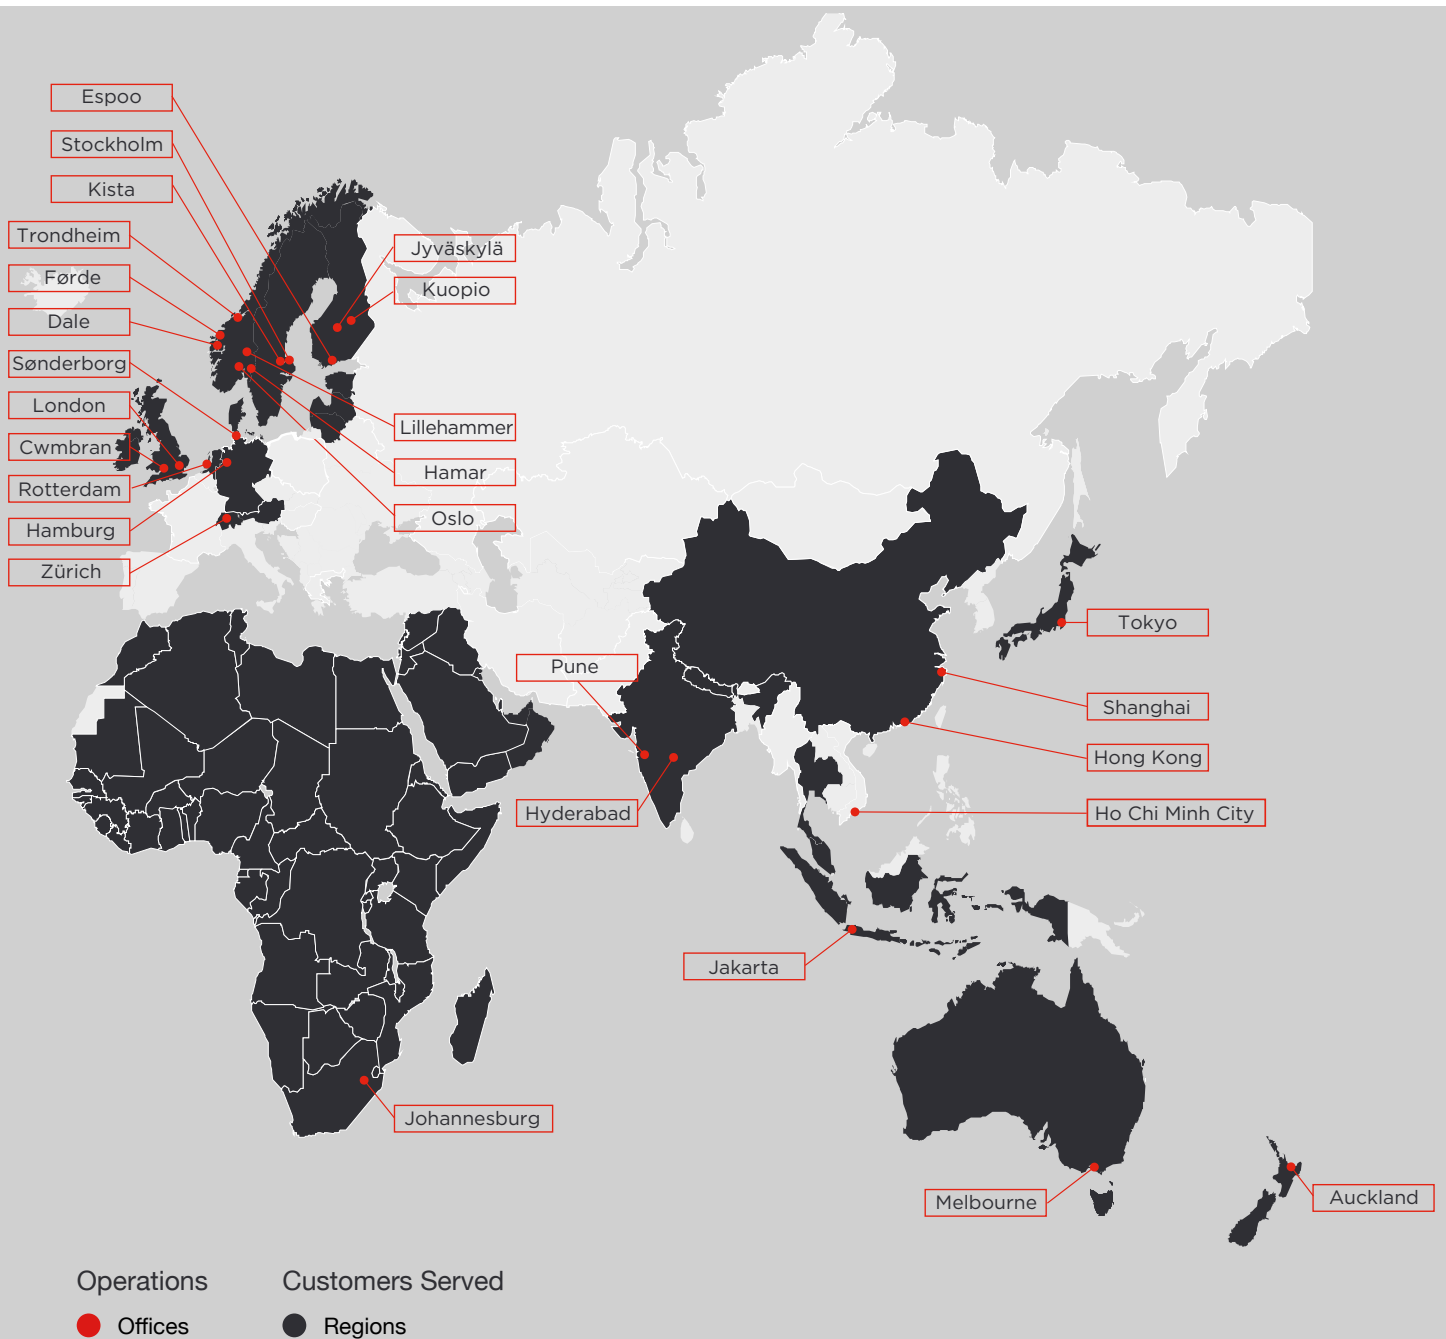 Espoo
Stockholm
Kista
Trondheim
Førde
Dale
Sønderborg
London
Cwmbran
Rotterdam
Hamburg
Zürich
Jyväskylä
Kuopio
Lillehammer
Hamar
Oslo
Tokyo
Pune
Shanghai
Hong Kong
Hyderabad
Ho Chi Minh City
Jakarta
Johannesburg
Melbourne
Auckland
Operations
Offices
Customers Served
Regions